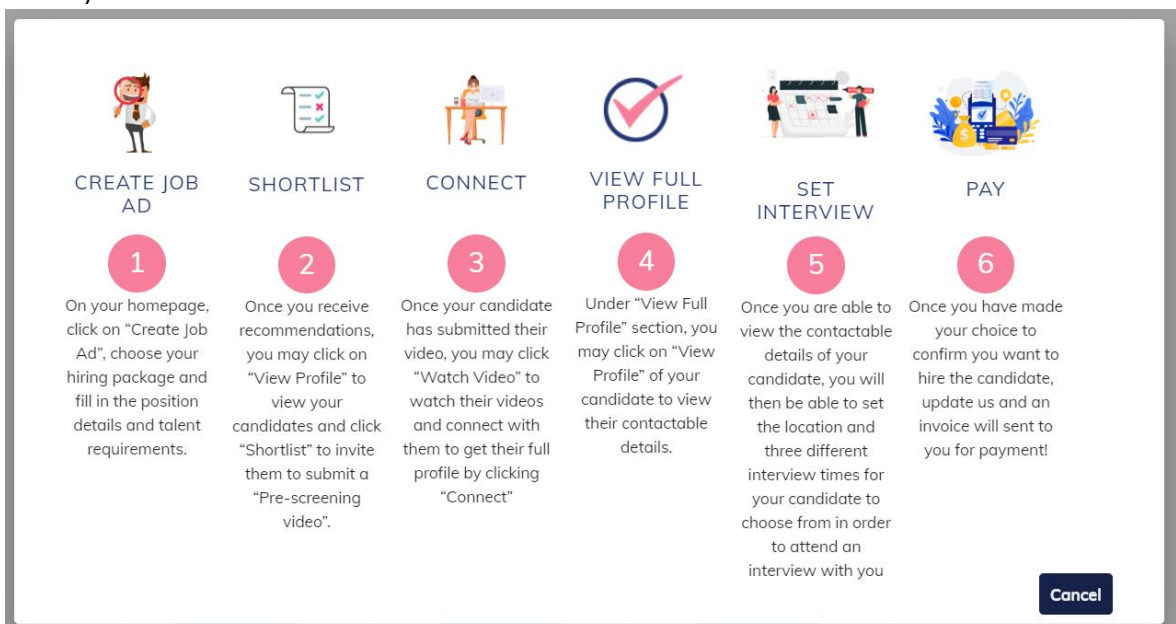 CREATE JOB
AD
1
On your homepage,
click on “Create Job
Ad”, choose your
hiring package and
fill in the position
details and talent
requirements.
SHORTLIST
2
Once you receive
recommendations,
you may click on
“View Profile” to
view your
candidates and click
“Shortlist” to invite
them to submit a
“Pre-screening
video”.
CONNECT
3
Once your candidate
has submitted their
video, you may click
“Watch Video” to
watch their videos
and connect with
them to get their full
profile by clicking
“Connect”
VIEW FULL
PROFILE
4
Under “View Full
Profile” section, you
may click on “View
Profile” of your
candidate to view
their contactable
details.
SET
INTERVIEW
5
Once you are able to
view the contactable
details of your
candidate, you will
then be able to set
the location and
three different
interview times for
your candidate to
choose from in order
to attend an
interview with you
PAY
6
Once you have made
your choice to
confirm you want to
hire the candidate,
update us and an
invoice will sent to
you for payment!
Cancel